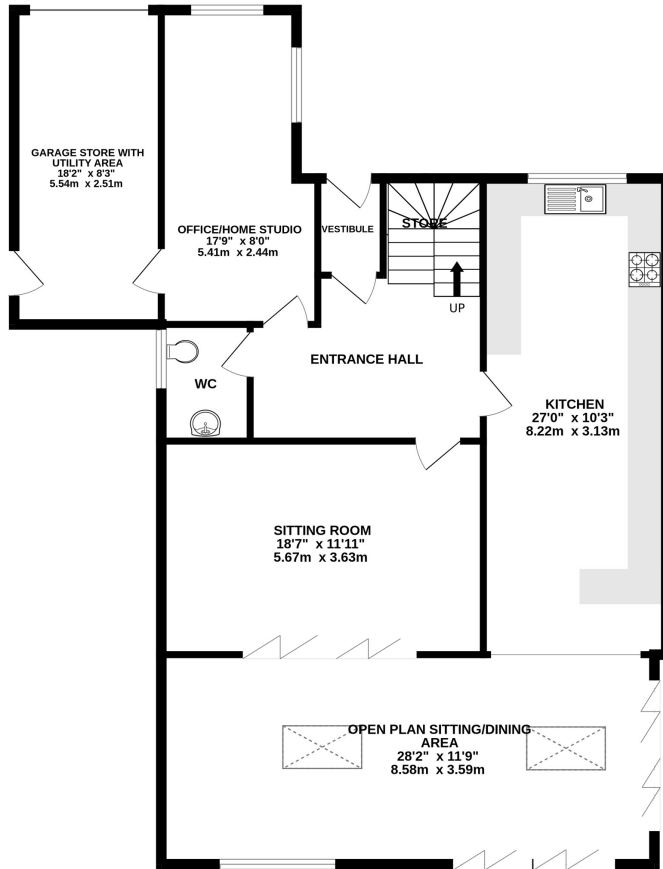 GARAGE STORE WITH
UTILITY AREA
18'2" x 8'3"
5.54m x 2.51m
OFFICE/HOME STUDIO
17'9" x 8'0"
5.41m x 2.44m
VESTIBULE
STORE
UP
ENTRANCE HALL
WC
KITCHEN
27'0" x 10'3"
8.22m x 3.13m
SITTING ROOM
18'7" x 11'11"
5.67m x 3.63m
OPEN PLAN SITTING/DINING
AREA
28'2" x 11'9"
8.58m x 3.59m